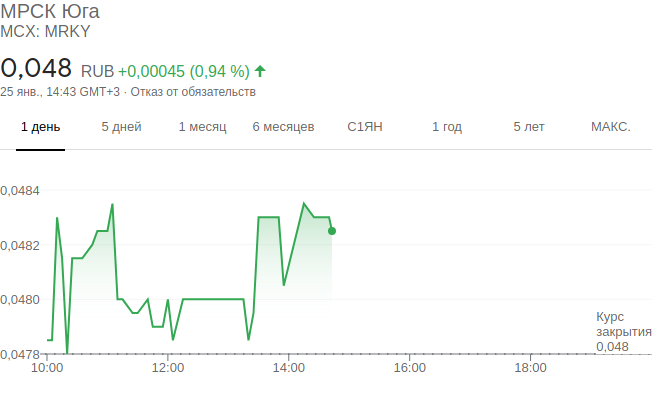 МРСК Юга
MCX: MRKY
0,048 RUB +0,00045 (0,94 %)
25 янв., 14:43 GMT+3 · Отказ от обязательств
1 день 5 дней 1 месяц 6 месяцев С1ЯН 1 год 5 лет МАКС.
0,0484
0,0482
0,0480
0,0478
Курс
закрытия
0,048
10:00 12:00 14:00 16:00 18:00